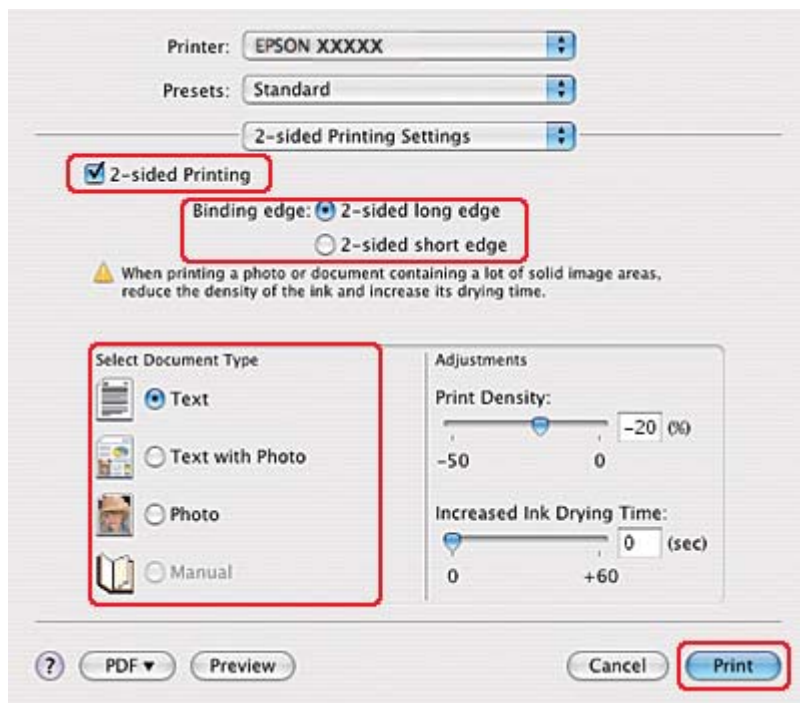 Printer: EPSON XXXXX
Presets: Standard
2-sided Printing Settings
2-sided Printing
Binding edge: 2-sided long edge
2-sided short edge
When printing a photo or document containing a lot of solid image areas,
reduce the density of the ink and increase its drying time.
Select Document Type
Text
Text with Photo
Photo
Manual
Adjustments
Print Density:
-20 (%)
-50 0
Increased Ink Drying Time:
0 (sec)
0 +60
? PDF▼ Preview Cancel Print